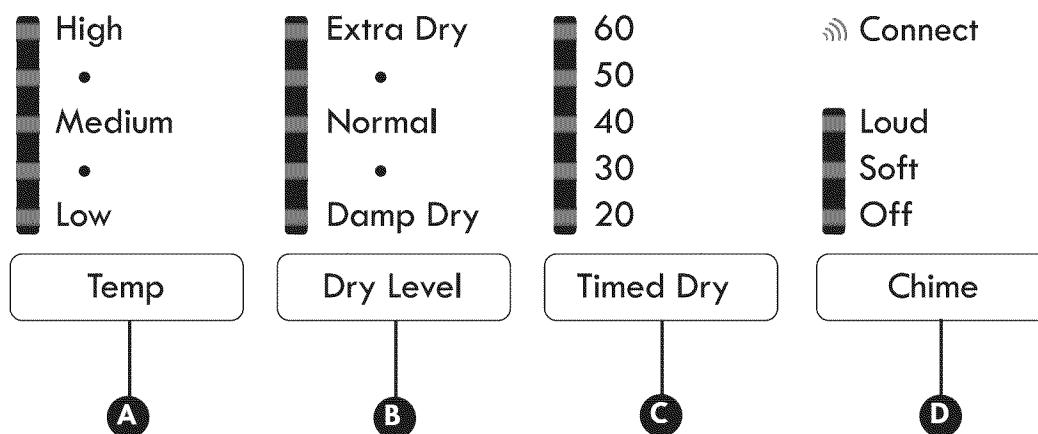 High
Medium
Low
Temp
A
Extra Dry
Normal
Damp Dry
Dry Level
B
60
50
40
30
20
Timed Dry
C
Connect
Loud
Soft
Off
Chime
D